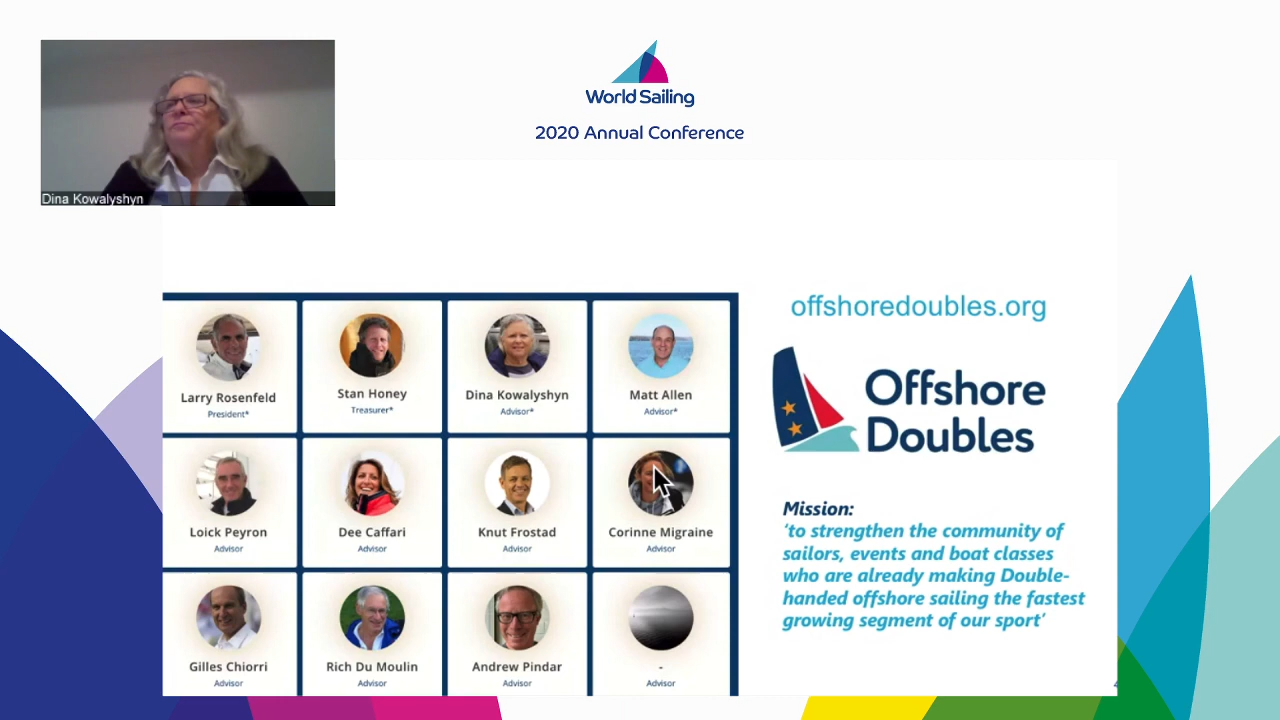 World Sailing
2020 Annual Conference
Dina Kowalyshyn
Larry Rosenfeld
President*
Stan Honey
Treasurer*
Dina Kowalyshyn
Advisor*
Matt Allen
Advisor*
Loick Peyron
Advisor
Dee Caffari
Advisor
Knut Frostad
Advisor
Corinne Migraine
Advisor
Gilles Chiorri
Advisor
Rich Du Moulin
Advisor
Andrew Pindar
Advisor
-
Advisor
offshoredoubles.org
Offshore
Doubles
Mission:
‘to strengthen the community of
sailors, events and boat classes
who are already making Double-
handed offshore sailing the fastest
growing segment of our sport’
4